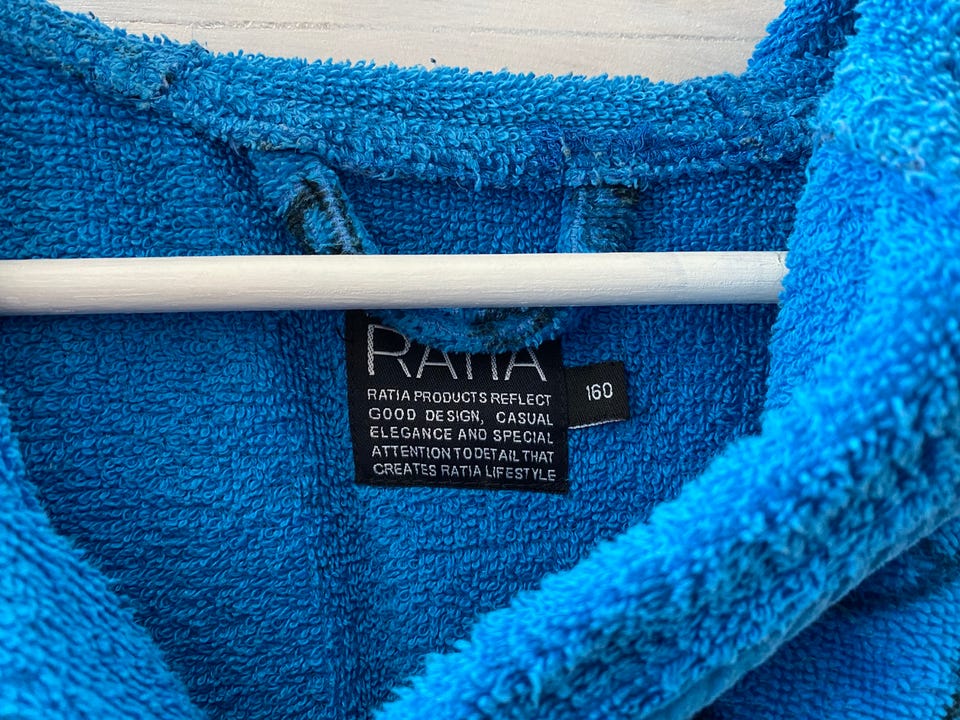 RATIA
RATIA PRODUCTS REFLECT
GOOD DESIGN, CASUAL
ELEGANCE AND SPECIAL
ATTENTION TO DETAIL THAT
CREATES RATIA LIFESTYLE
160